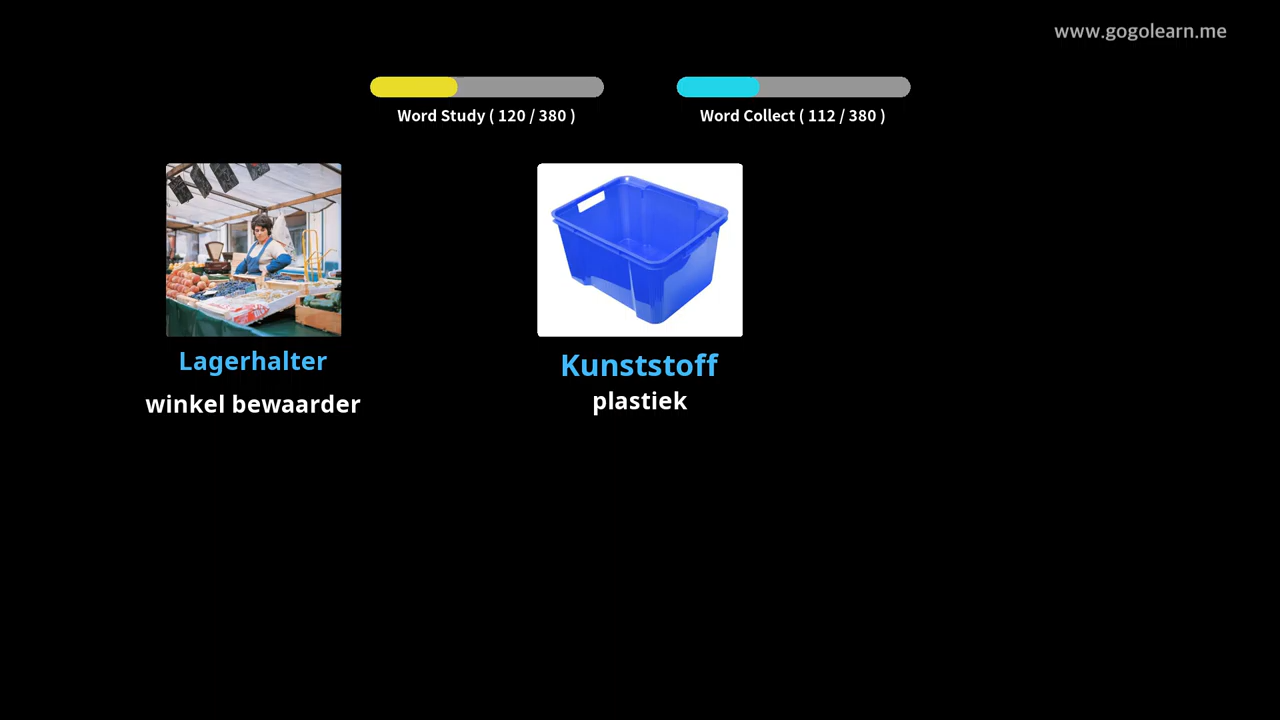 www.gogolearn.me
Word Study ( 120 / 380 )
Word Collect ( 112 / 380 )
Lagerhalter
winkel bewaarder
Kunststoff
plastiek